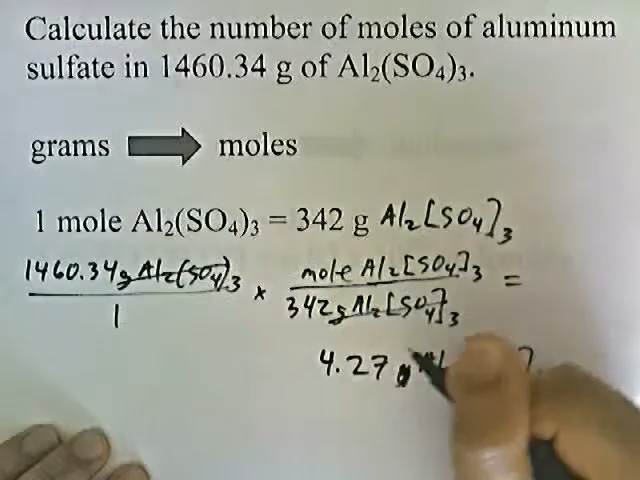 Calculate the number of moles of aluminum
sulfate in 1460.34 g of Al₂(SO₄)₃.
grams moles
1 mole Al₂(SO₄)₃ = 342 g Al₂[SO₄]₃
1460.34g Al₂(SO₄)₃ × mole Al₂[SO₄]₃ =
1 342g Al₂[SO₄]₃
4.27